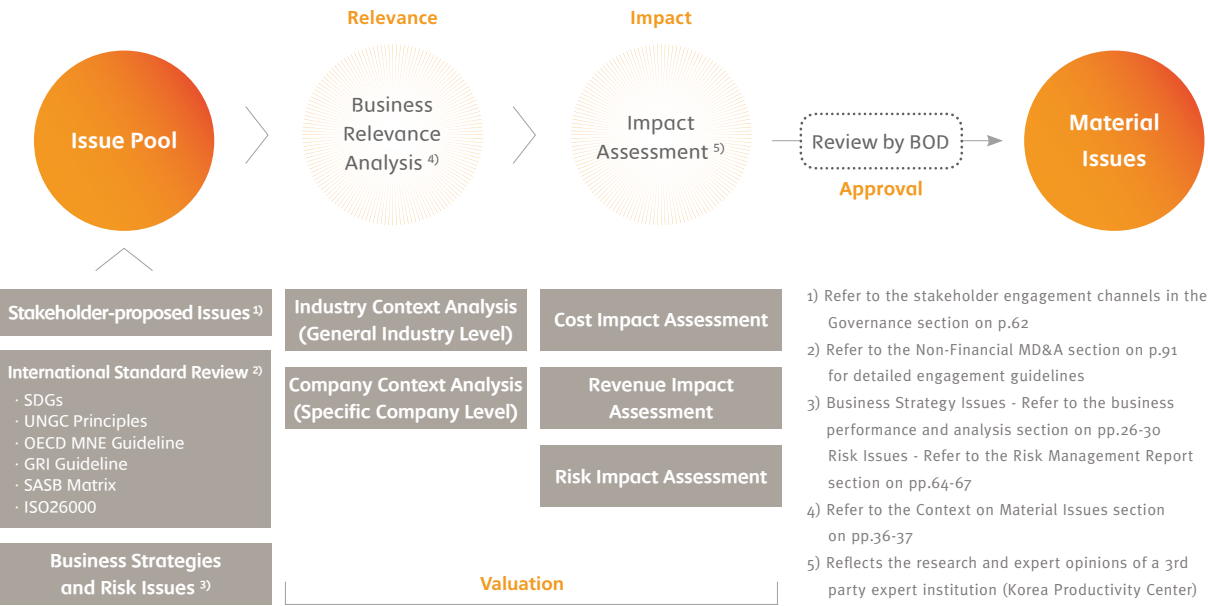 Relevance
Impact
Issue Pool
Business
Relevance
Analysis 4)
Impact
Assessment 5)
Review by BOD
Approval
Material
Issues
Stakeholder-proposed Issues 1)
International Standard Review 2)
· SDGs
· UNGC Principles
· OECD MNE Guideline
· GRI Guideline
· SASB Matrix
· ISO26000
Business Strategies
and Risk Issues 3)
Industry Context Analysis
(General Industry Level)
Company Context Analysis
(Specific Company Level)
Cost Impact Assessment
Revenue Impact
Assessment
Risk Impact Assessment
Valuation
1) Refer to the stakeholder engagement channels in the
Governance section on p.62
2) Refer to the Non-Financial MD&A section on p.91
for detailed engagement guidelines
3) Business Strategy Issues - Refer to the business
performance and analysis section on pp.26-30
Risk Issues - Refer to the Risk Management Report
section on pp.64-67
4) Refer to the Context on Material Issues section
on pp.36-37
5) Reflects the research and expert opinions of a 3rd
party expert institution (Korea Productivity Center)